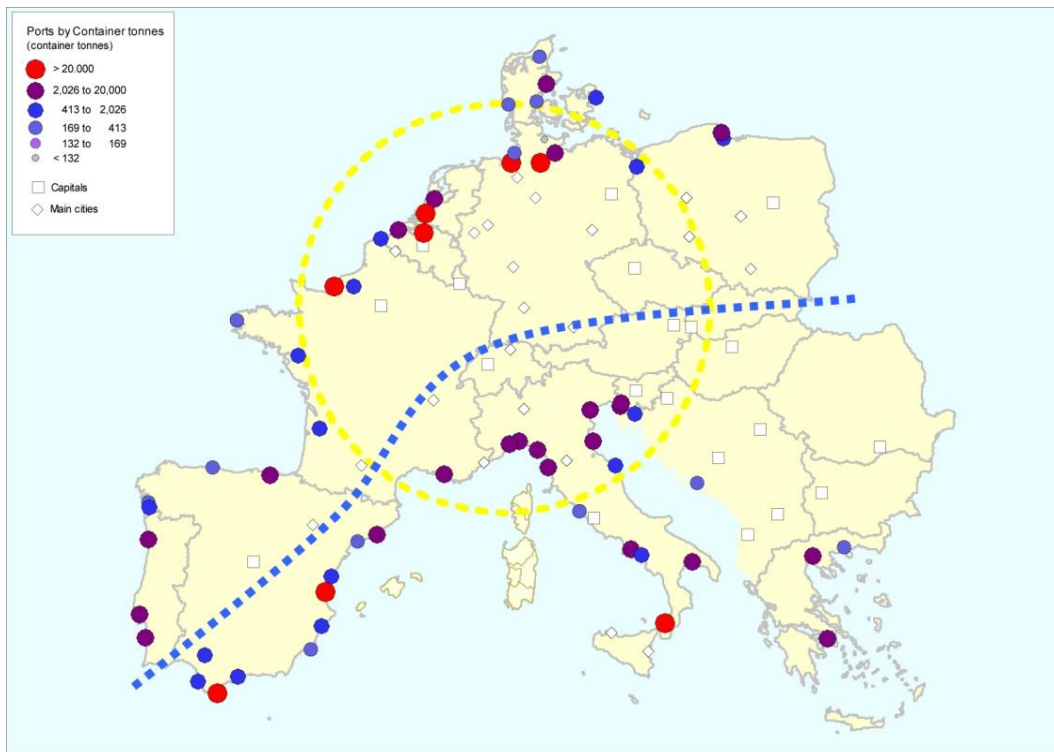 Ports by Container tonnes
(container tonnes)
> 20.000
2,026 to 20,000
413 to 2,026
169 to 413
132 to 169
< 132
Capitals
Main cities